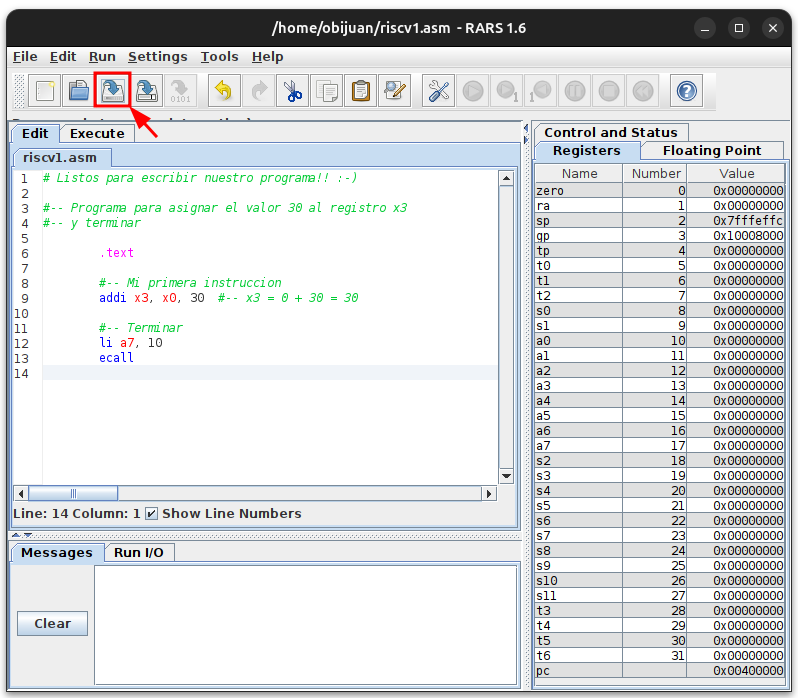 /home/obijuan/riscv1.asm - RARS 1.6
File Edit Run Settings Tools Help
0101 1 1
Edit Execute
riscv1.asm
1 # Listos para escribir nuestro programa!! :-)
2
3 #-- Programa para asignar el valor 30 al registro x3
4 #-- y terminar
5
6 .text
7
8 #-- Mi primera instruccion
9 addi x3, x0, 30 #-- x3 = 0 + 30 = 30
10
11 #-- Terminar
12 li a7, 10
13 ecall
14
Line: 14 Column: 1 Show Line Numbers
Messages Run I/O
Clear
Control and Status
Registers Floating Point
Name Number Value
zero 0 0x00000000
ra 1 0x00000000
sp 2 0x7fffeffc
gp 3 0x10008000
tp 4 0x00000000
t0 5 0x00000000
t1 6 0x00000000
t2 7 0x00000000
s0 8 0x00000000
s1 9 0x00000000
a0 10 0x00000000
a1 11 0x00000000
a2 12 0x00000000
a3 13 0x00000000
a4 14 0x00000000
a5 15 0x00000000
a6 16 0x00000000
a7 17 0x00000000
s2 18 0x00000000
s3 19 0x00000000
s4 20 0x00000000
s5 21 0x00000000
s6 22 0x00000000
s7 23 0x00000000
s8 24 0x00000000
s9 25 0x00000000
s10 26 0x00000000
s11 27 0x00000000
t3 28 0x00000000
t4 29 0x00000000
t5 30 0x00000000
t6 31 0x00000000
pc 0x00400000